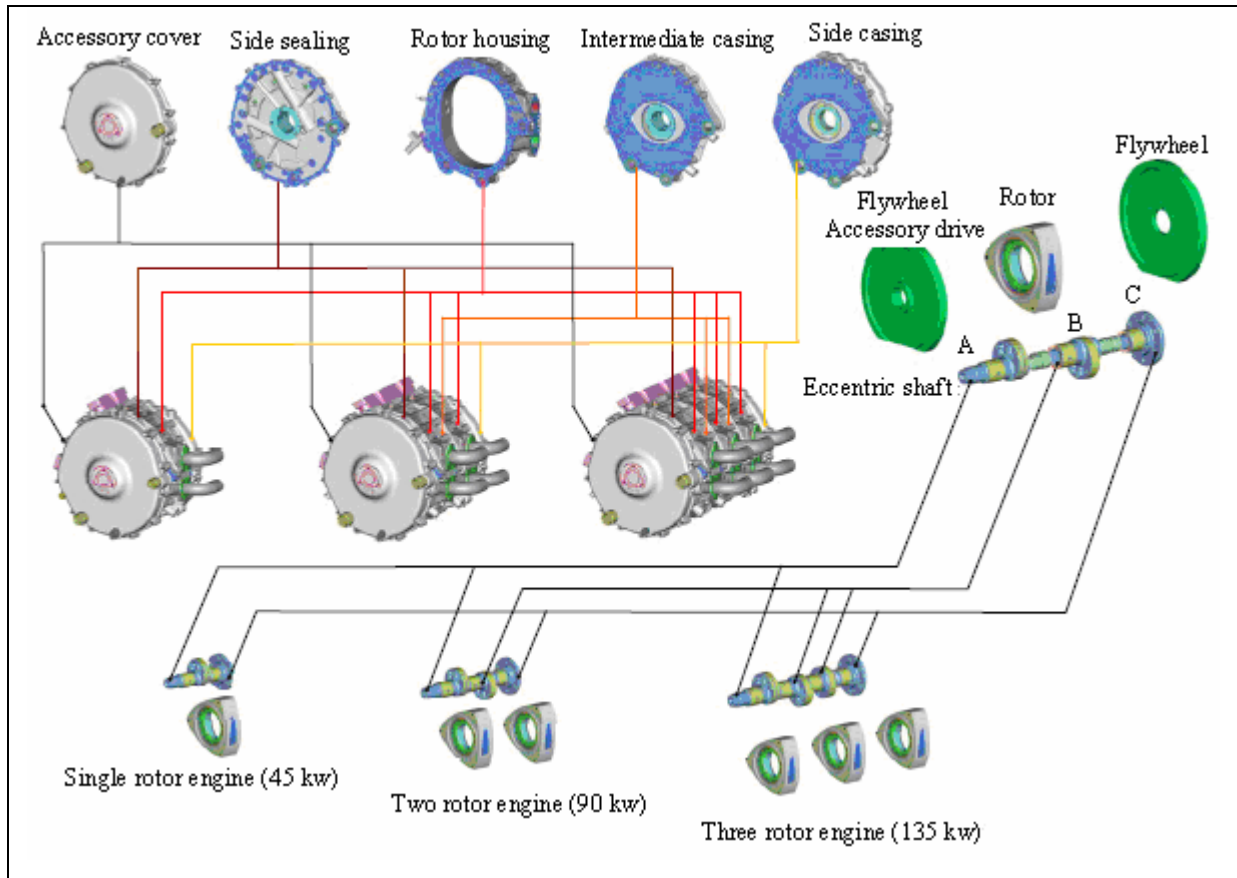 Accessory cover
Side sealing
Rotor housing
Intermediate casing
Side casing
Flywheel
Flywheel
Accessory drive
Rotor
A
B
C
Eccentric shaft:
Single rotor engine (45 kw)
Two rotor engine (90 kw)
Three rotor engine (135 kw)